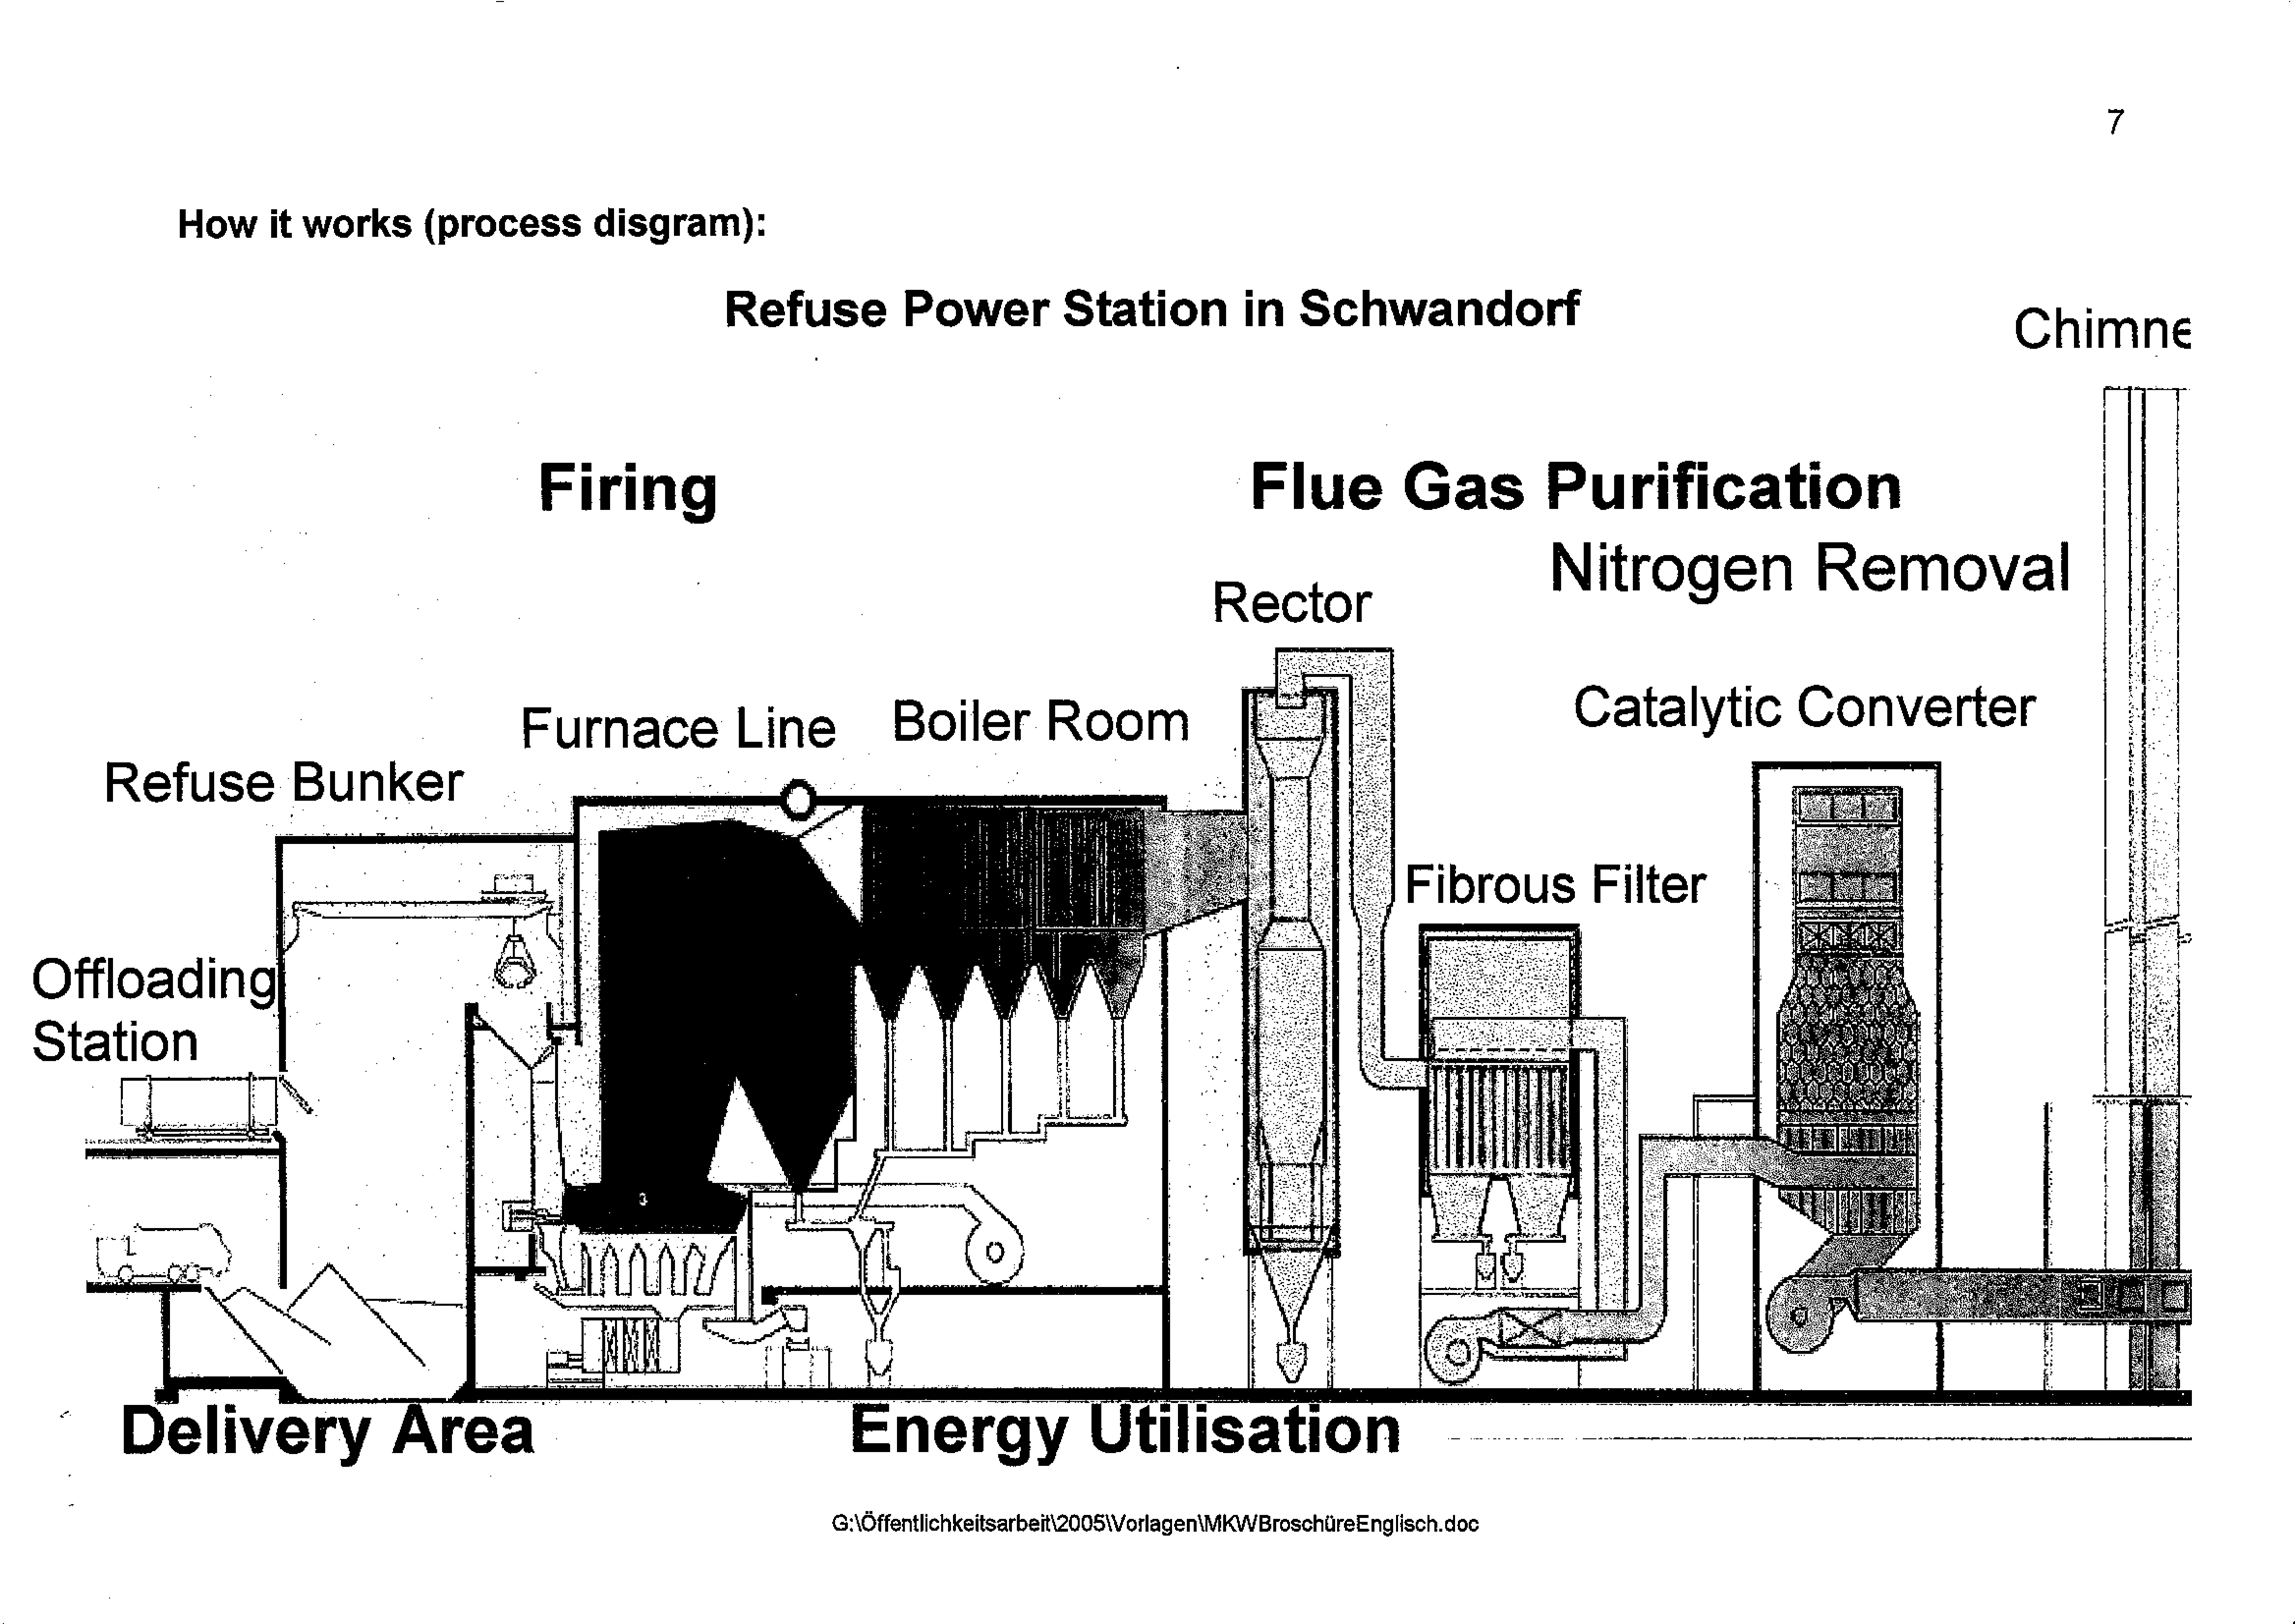 7
How it works (process disgram):
Refuse Power Station in Schwandorf
Chimne
Firing
Flue Gas Purification
Nitrogen Removal
Rector
Catalytic Converter
Furnace Line
Boiler Room
Refuse Bunker
Fibrous Filter
Offloading
Station
Delivery Area
Energy Utilisation
G:\Öffentlichkeitsarbeit\2005\Vorlagen\MKWBroschüreEnglisch.doc